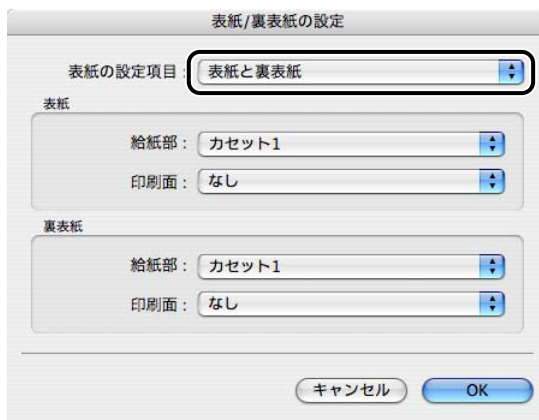 表紙/裏表紙の設定
表紙の設定項目： 表紙と裏表紙
表紙
給紙部： カセット1
印刷面： なし
裏表紙
給紙部： カセット1
印刷面： なし
キャンセル OK